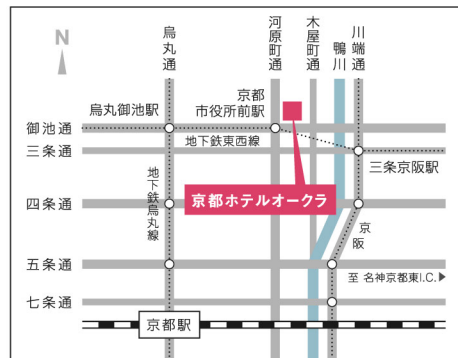 N
烏丸通
河原町通
木屋町通
鴨川
川端通
烏丸御池駅
京都
市役所前駅
御池通
地下鉄東西線
三条通
三条京阪駅
地下鉄烏丸線
京都ホテルオークラ
四条通
京阪
五条通
至 名神京都東I.C.
七条通
京都駅